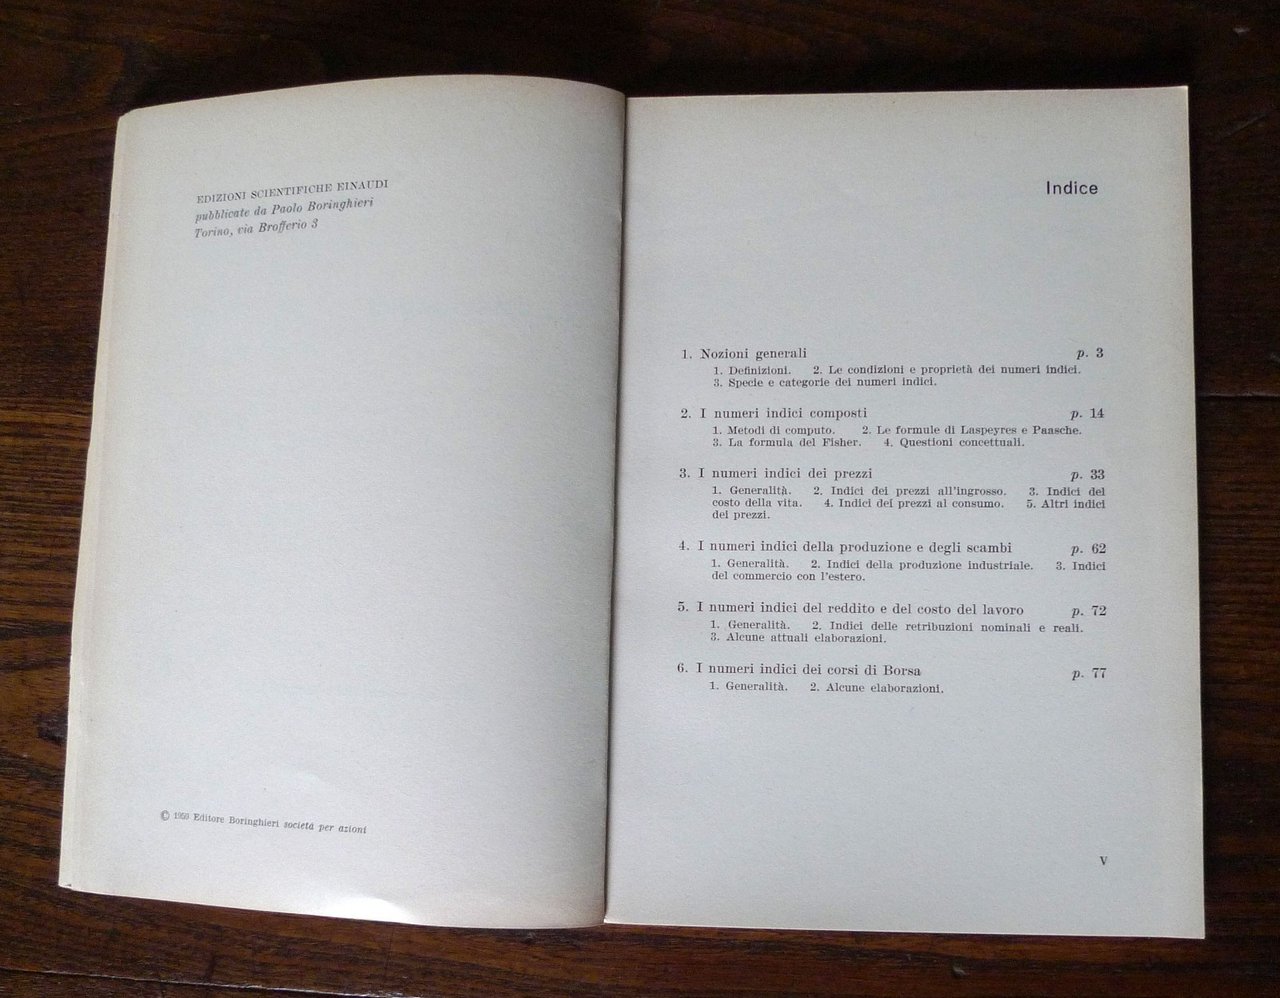 EDIZIONI SCIENTIFICHE EINAUDI
pubblicate da Paolo Boringhieri
Torino, via Brofferio 3
© 1959 Editore Boringhieri società per azioni
Indice
1. Nozioni generali p. 3
1. Definizioni. 2. Le condizioni e proprietà dei numeri indici.
3. Specie e categorie dei numeri indici.
2. I numeri indici composti p. 14
1. Metodi di computo. 2. Le formule di Laspeyres e Paasche.
3. La formula del Fisher. 4. Questioni concettuali.
3. I numeri indici dei prezzi p. 33
1. Generalità. 2. Indici dei prezzi all'ingrosso. 3. Indici del
costo della vita. 4. Indici dei prezzi al consumo. 5. Altri indici
dei prezzi.
4. I numeri indici della produzione e degli scambi p. 62
1. Generalità. 2. Indici della produzione industriale. 3. Indici
del commercio con l'estero.
5. I numeri indici del reddito e del costo del lavoro p. 72
1. Generalità. 2. Indici delle retribuzioni nominali e reali.
3. Alcune attuali elaborazioni.
6. I numeri indici dei corsi di Borsa p. 77
1. Generalità. 2. Alcune elaborazioni.
V